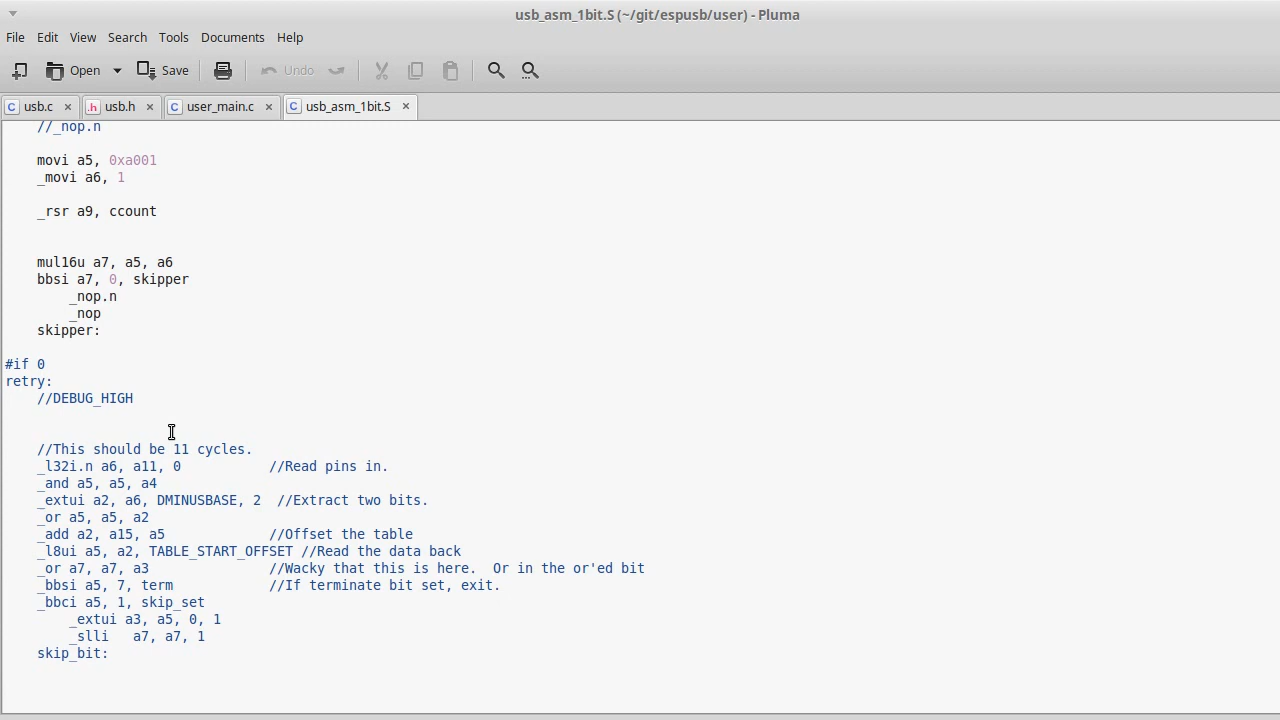 usb_asm_1bit.S (~/git/espusb/user) - Pluma
File Edit View Search Tools Documents Help
Open Save Undo
usb.c × .h usb.h × user_main.c × usb_asm_1bit.S ×
//_nop.n
movi a5, 0xa001
_movi a6, 1
_rsr a9, ccount
mul16u a7, a5, a6
bbsi a7, 0, skipper
_nop.n
_nop
skipper:
#if 0
retry:
//DEBUG_HIGH
//This should be 11 cycles.
_l32i.n a6, a11, 0 //Read pins in.
_and a5, a5, a4
_extui a2, a6, DMINUSBASE, 2 //Extract two bits.
_or a5, a5, a2
_add a2, a15, a5 //Offset the table
_l8ui a5, a2, TABLE_START_OFFSET //Read the data back
_or a7, a7, a3 //Wacky that this is here. Or in the or'ed bit
_bbsi a5, 7, term //If terminate bit set, exit.
_bbci a5, 1, skip_set
_extui a3, a5, 0, 1
_slli a7, a7, 1
skip_bit: